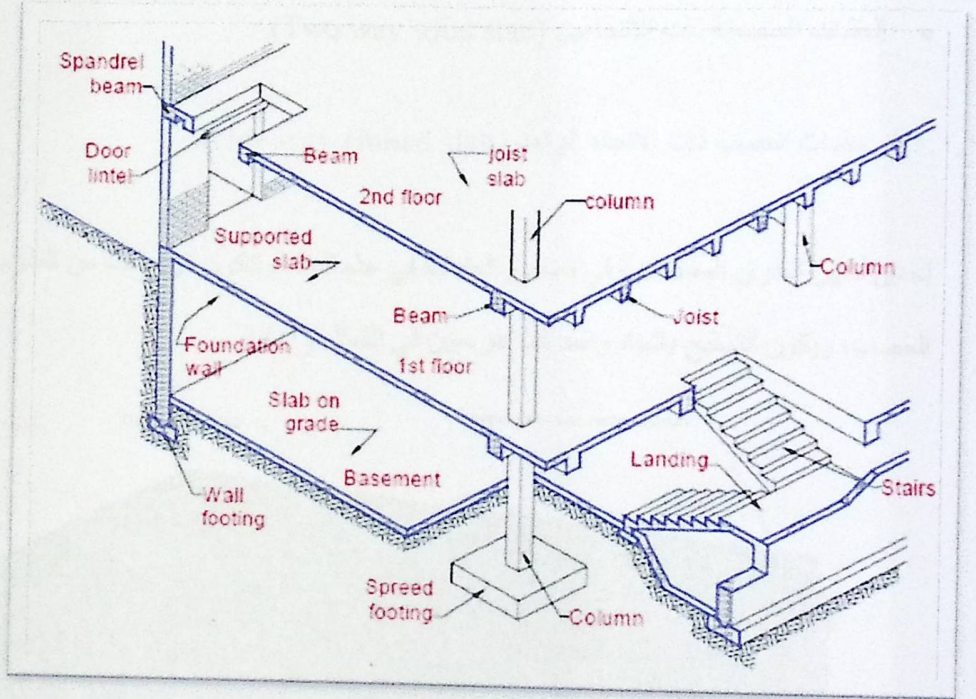 Spandrel
beam
Door
lintel
Beam
joist
slab
2nd floor
column
Supported
slab
Column
Beam
Joist
Foundation
wall
1st floor
Slab on
grade
Landing
Basement
Stairs
Wall
footing
Spreed
footing
Column